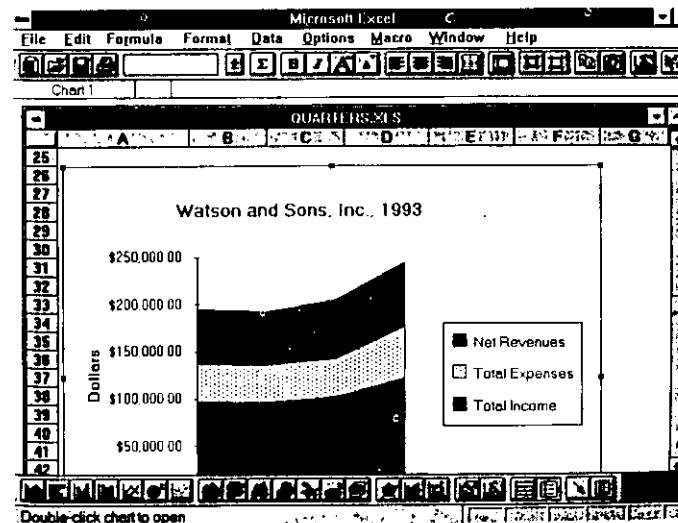 Microsoft Excel
File Edit Formula Format Data Options Macro Window Help
Σ B I A A
Chart 1
QUARTERS.XLS
A B C D E F G
25
26
27
28
29
30
31
32
33
34
35
36
37
38
39
40
41
42
Watson and Sons, Inc., 1993
$250,000.00
$200,000.00
$150,000.00
$100,000.00
$50,000.00
Dollars
Net Revenues
Total Expenses
Total Income
Double-click chart to open